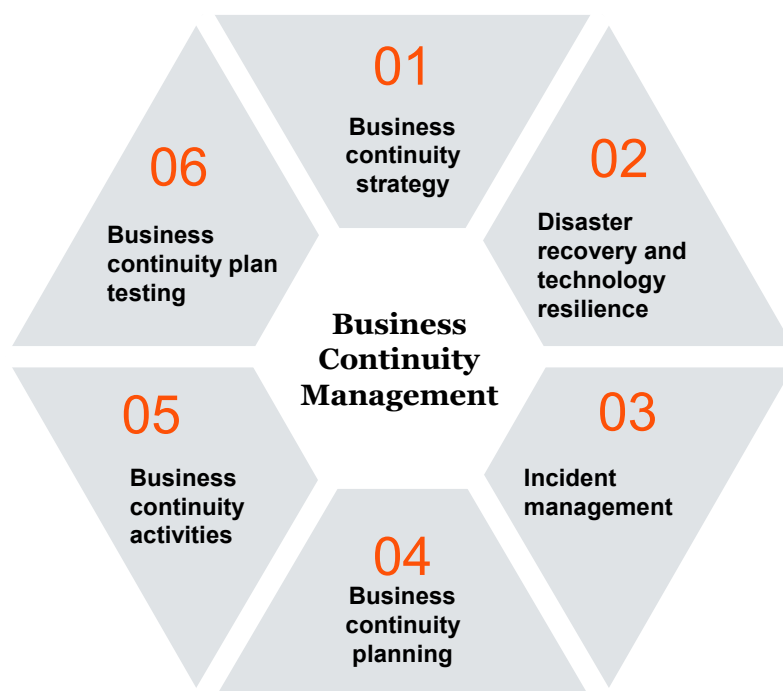 01
Business
continuity
strategy
02
Disaster
recovery and
technology
resilience
03
Incident
management
04
Business
continuity
planning
05
Business
continuity
activities
06
Business
continuity plan
testing
Business
Continuity
Management